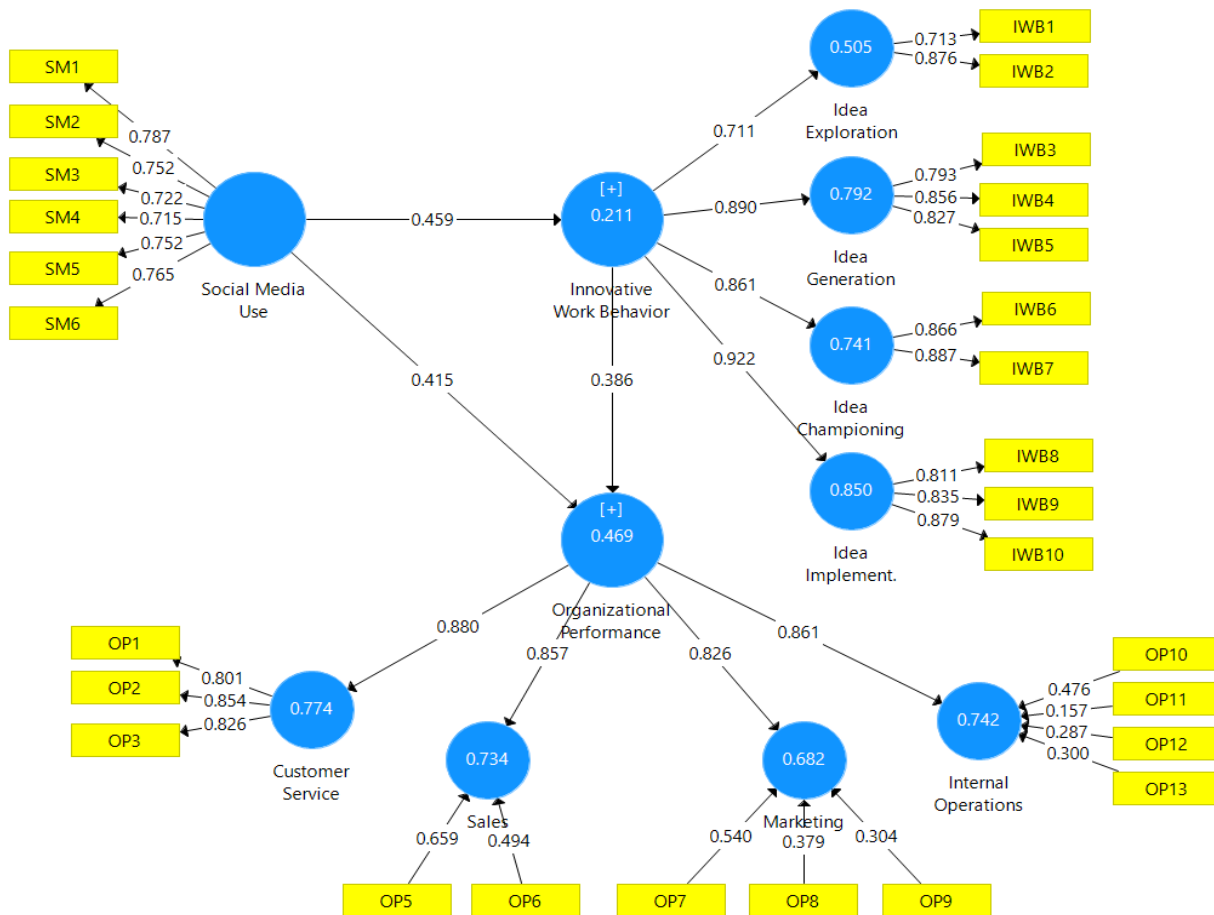 SM1
SM2
SM3
SM4
SM5
SM6
0.787
0.752
0.722
0.715
0.752
0.765
Social Media
Use
0.459
0.415
[+]
0.211
Innovative
Work Behavior
0.711
0.890
0.861
0.922
0.386
0.505
Idea
Exploration
0.713
0.876
IWB1
IWB2
0.792
Idea
Generation
0.793
0.856
0.827
IWB3
IWB4
IWB5
0.741
Idea
Championing
0.866
0.887
IWB6
IWB7
0.850
Idea
Implement.
0.811
0.835
0.879
IWB8
IWB9
IWB10
[+]
0.469
Organizational
Performance
0.880
0.857
0.826
0.861
OP1
OP2
OP3
0.801
0.854
0.826
0.774
Customer
Service
0.734
Sales
0.659
0.494
OP5
OP6
0.682
Marketing
0.540
0.379
0.304
OP7
OP8
OP9
0.742
Internal
Operations
0.476
0.157
0.287
0.300
OP10
OP11
OP12
OP13